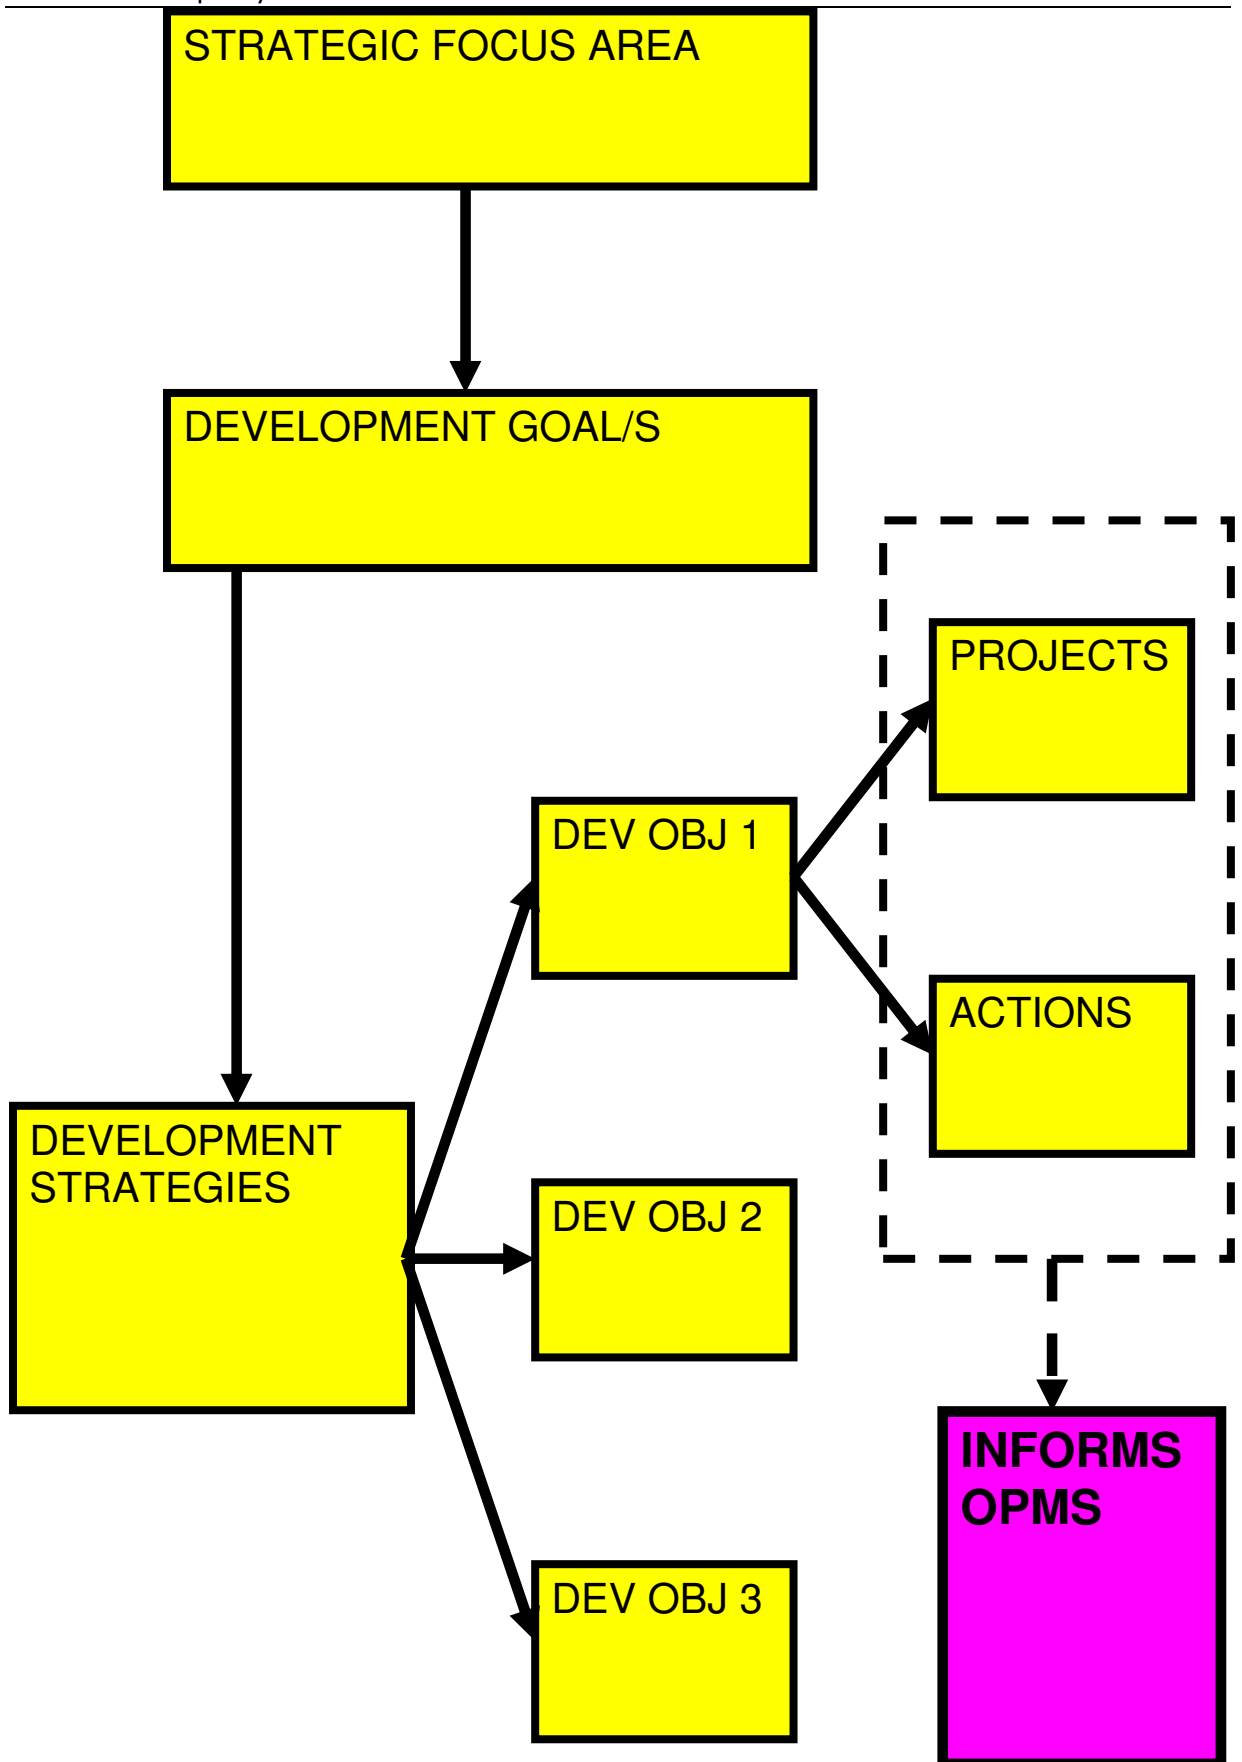 STRATEGIC FOCUS AREA
DEVELOPMENT GOAL/S
PROJECTS
DEV OBJ 1
ACTIONS
DEVELOPMENT
STRATEGIES
DEV OBJ 2
INFORMS
OPMS
DEV OBJ 3